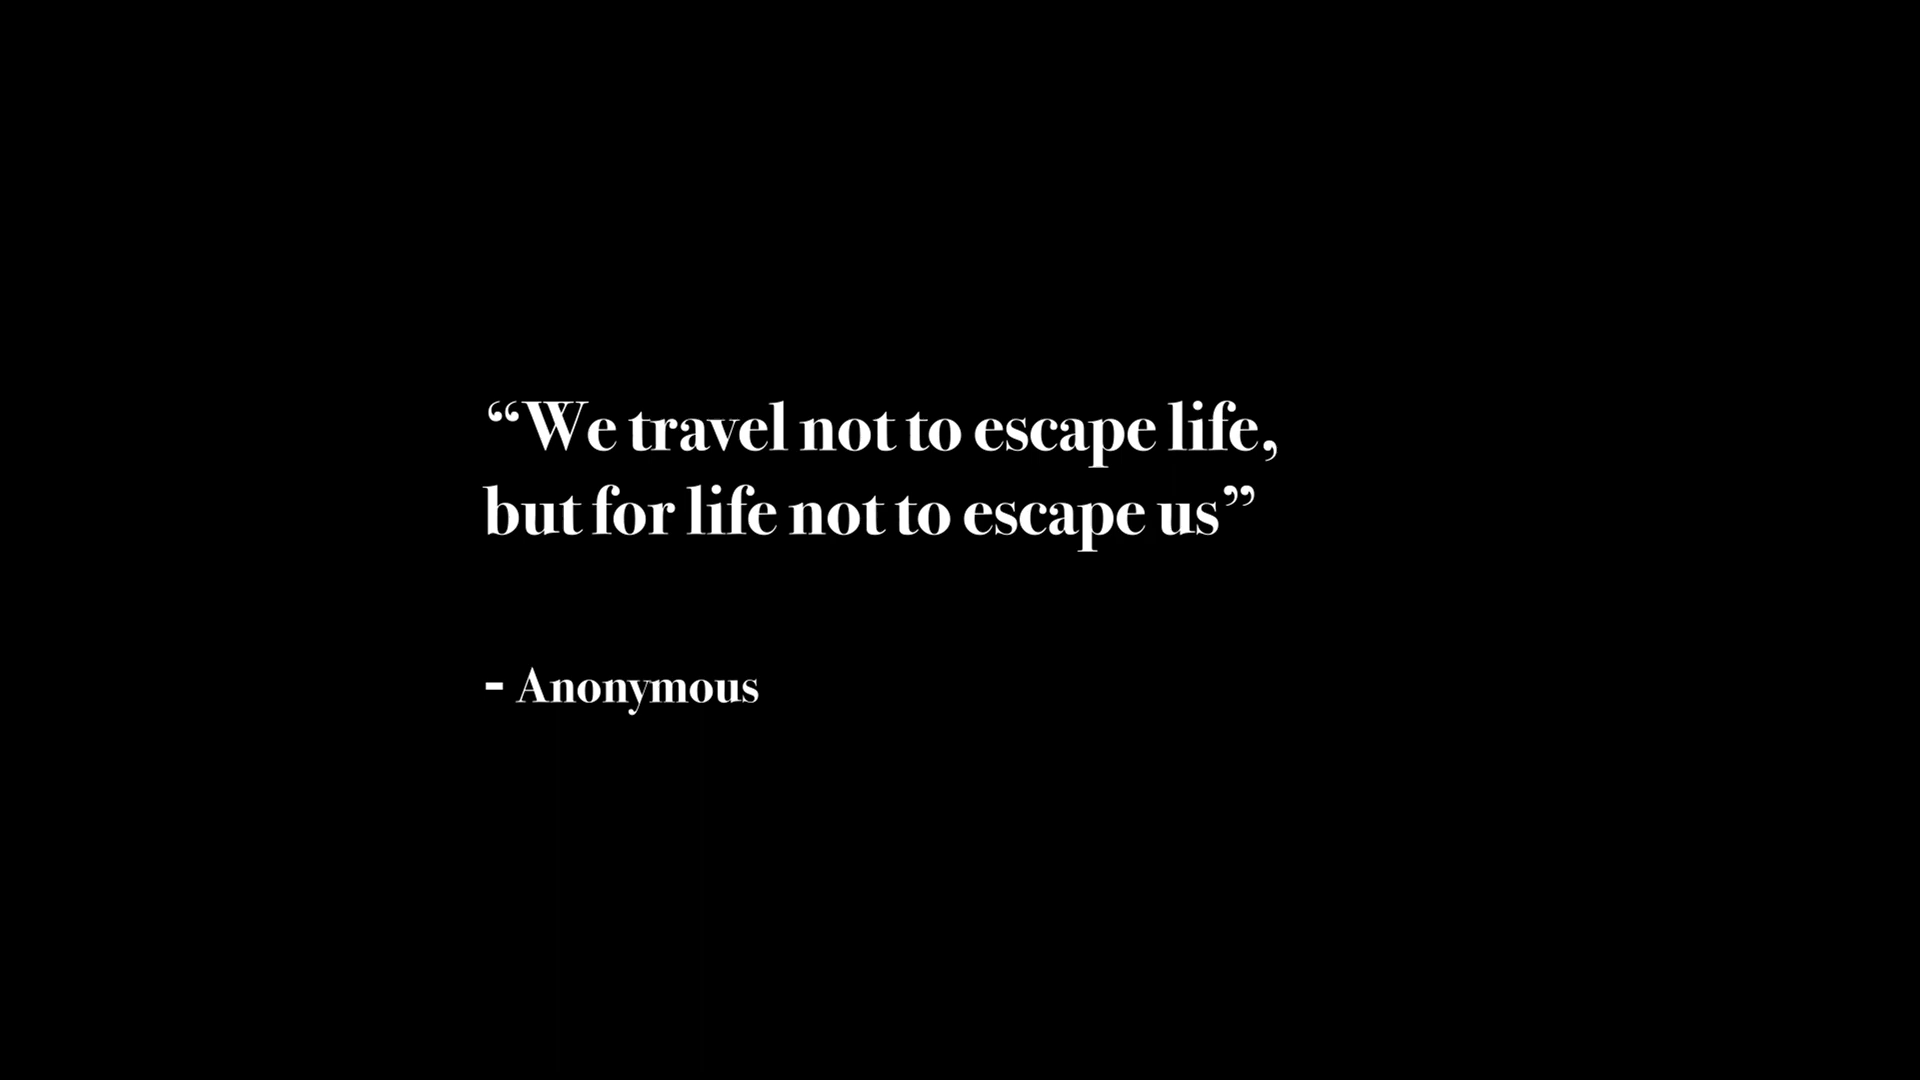 “We travel not to escape life,
but for life not to escape us”
- Anonymous